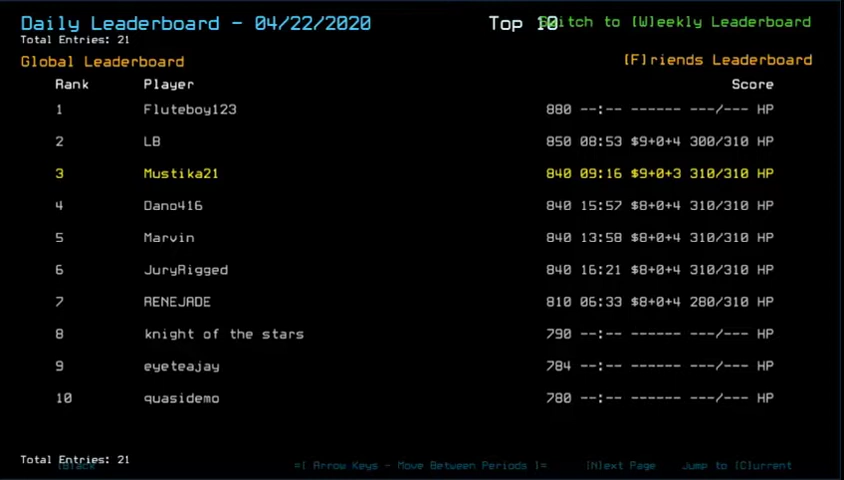 Daily Leaderboard - 04/22/2020 Top 10 Switch to [W]eekly Leaderboard
Total Entries: 21
Global Leaderboard [F]riends Leaderboard
Rank Player Score
1 Fluteboy123 880 --:-- ------ ---/--- HP
2 LB 850 08:53 $9+0+4 300/310 HP
3 Mustika21 840 09:16 $9+0+3 310/310 HP
4 Dano416 840 15:57 $8+0+4 310/310 HP
5 Marvin 840 13:58 $8+0+4 310/310 HP
6 JuryRigged 840 16:21 $8+0+4 310/310 HP
7 RENEJADE 810 06:33 $8+0+4 280/310 HP
8 knight of the stars 790 --:-- ------ ---/--- HP
9 eyeteajay 784 --:-- ------ ---/--- HP
10 quasidemo 780 --:-- ------ ---/--- HP
Total Entries: 21
[B]ack =[ Arrow Keys - Move Between Periods ]= [N]ext Page Jump to [C]urrent